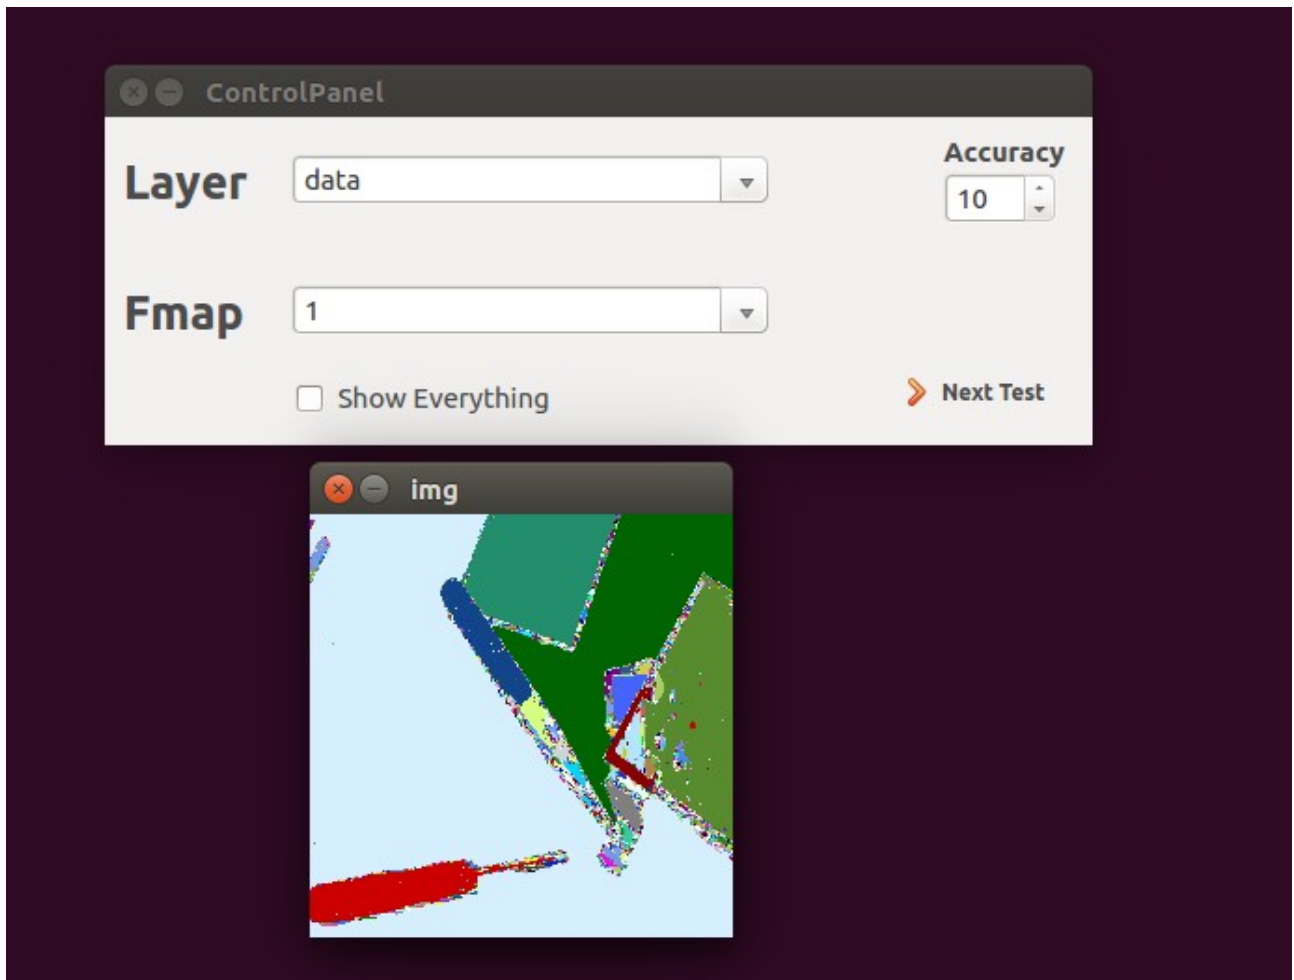 ControlPanel
Layer
data
Accuracy
10
Fmap
1
Show Everything
Next Test
img